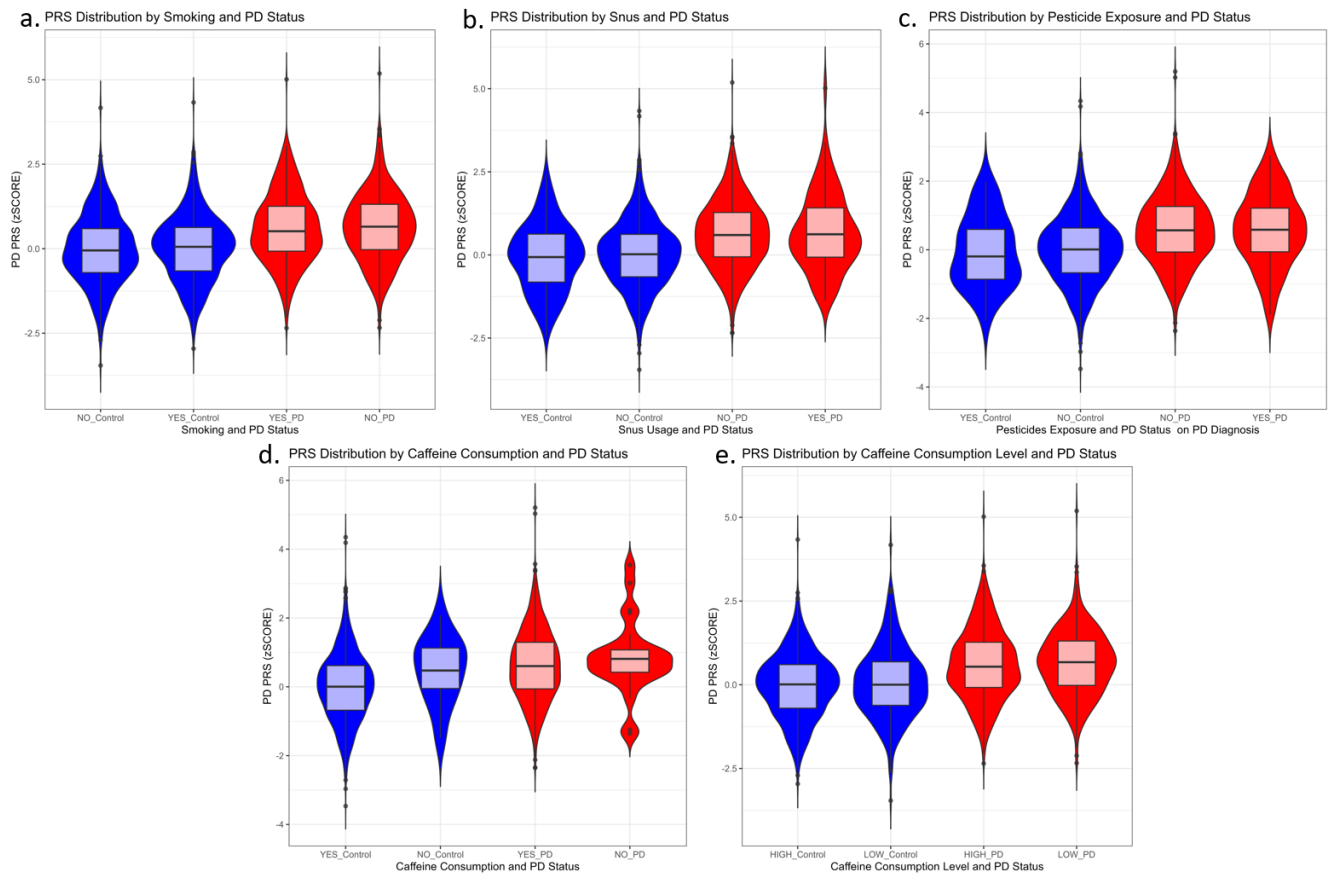 a.
PRS Distribution by Smoking and PD Status
PD PRS (zSCORE)
5.0
2.5
0.0
-2.5
NO_Control
YES_Control
YES_PD
NO_PD
Smoking and PD Status
b.
PRS Distribution by Snus and PD Status
PD PRS (zSCORE)
5.0
2.5
0.0
-2.5
YES_Control
NO_Control
NO_PD
YES_PD
Snus Usage and PD Status
c.
PRS Distribution by Pesticide Exposure and PD Status
PD PRS (zSCORE)
6
4
2
0
-2
-4
YES_Control
NO_Control
NO_PD
YES_PD
Pesticides Exposure and PD Status on PD Diagnosis
d.
PRS Distribution by Caffeine Consumption and PD Status
PD PRS (zSCORE)
6
4
2
0
-2
-4
YES_Control
NO_Control
YES_PD
NO_PD
Caffeine Consumption and PD Status
e.
PRS Distribution by Caffeine Consumption Level and PD Status
PD PRS (zSCORE)
5.0
2.5
0.0
-2.5
HIGH_Control
LOW_Control
HIGH_PD
LOW_PD
Caffeine Consumption Level and PD Status